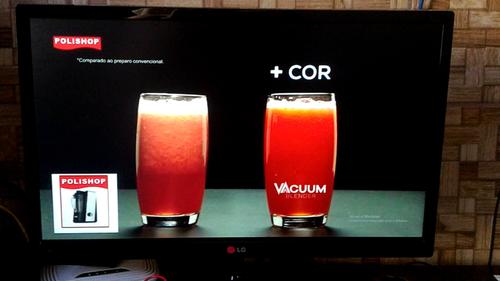 POLISHOP
*Comparado ao preparo convencional.
+ COR
VACUUM
BLENDER
POLISHOP
LG